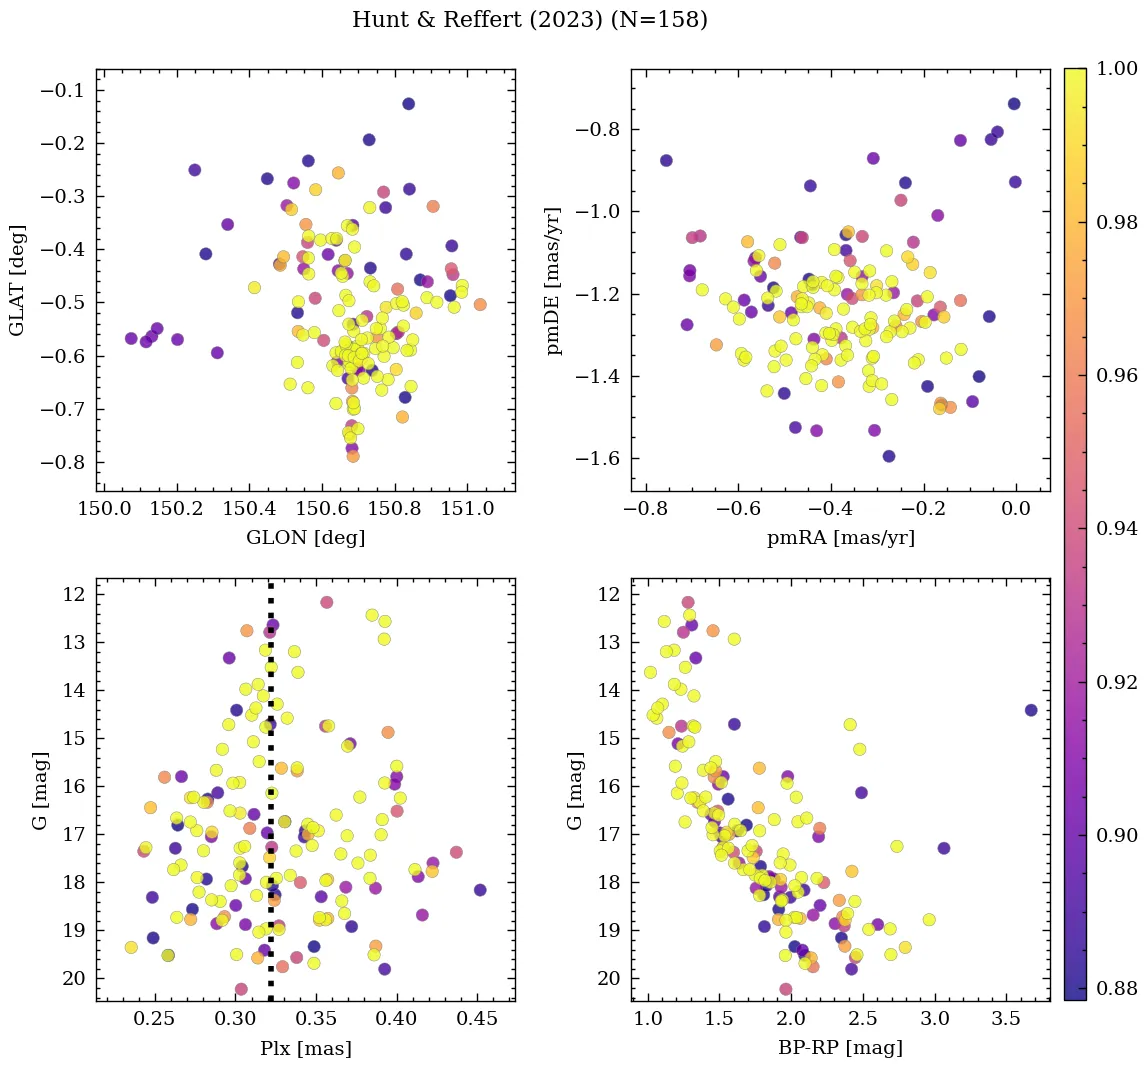 Hunt & Reffert (2023) (N=158)
−0.1
−0.2
−0.3
−0.4
−0.5
−0.6
−0.7
−0.8
GLAT [deg]
150.0 150.2 150.4 150.6 150.8 151.0
GLON [deg]
−0.8
−1.0
−1.2
−1.4
−1.6
pmDE [mas/yr]
−0.8 −0.6 −0.4 −0.2 0.0
pmRA [mas/yr]
12
13
14
15
16
17
18
19
20
G [mag]
0.25 0.30 0.35 0.40 0.45
Plx [mas]
12
13
14
15
16
17
18
19
20
G [mag]
1.0 1.5 2.0 2.5 3.0 3.5
BP-RP [mag]
1.00
0.98
0.96
0.94
0.92
0.90
0.88